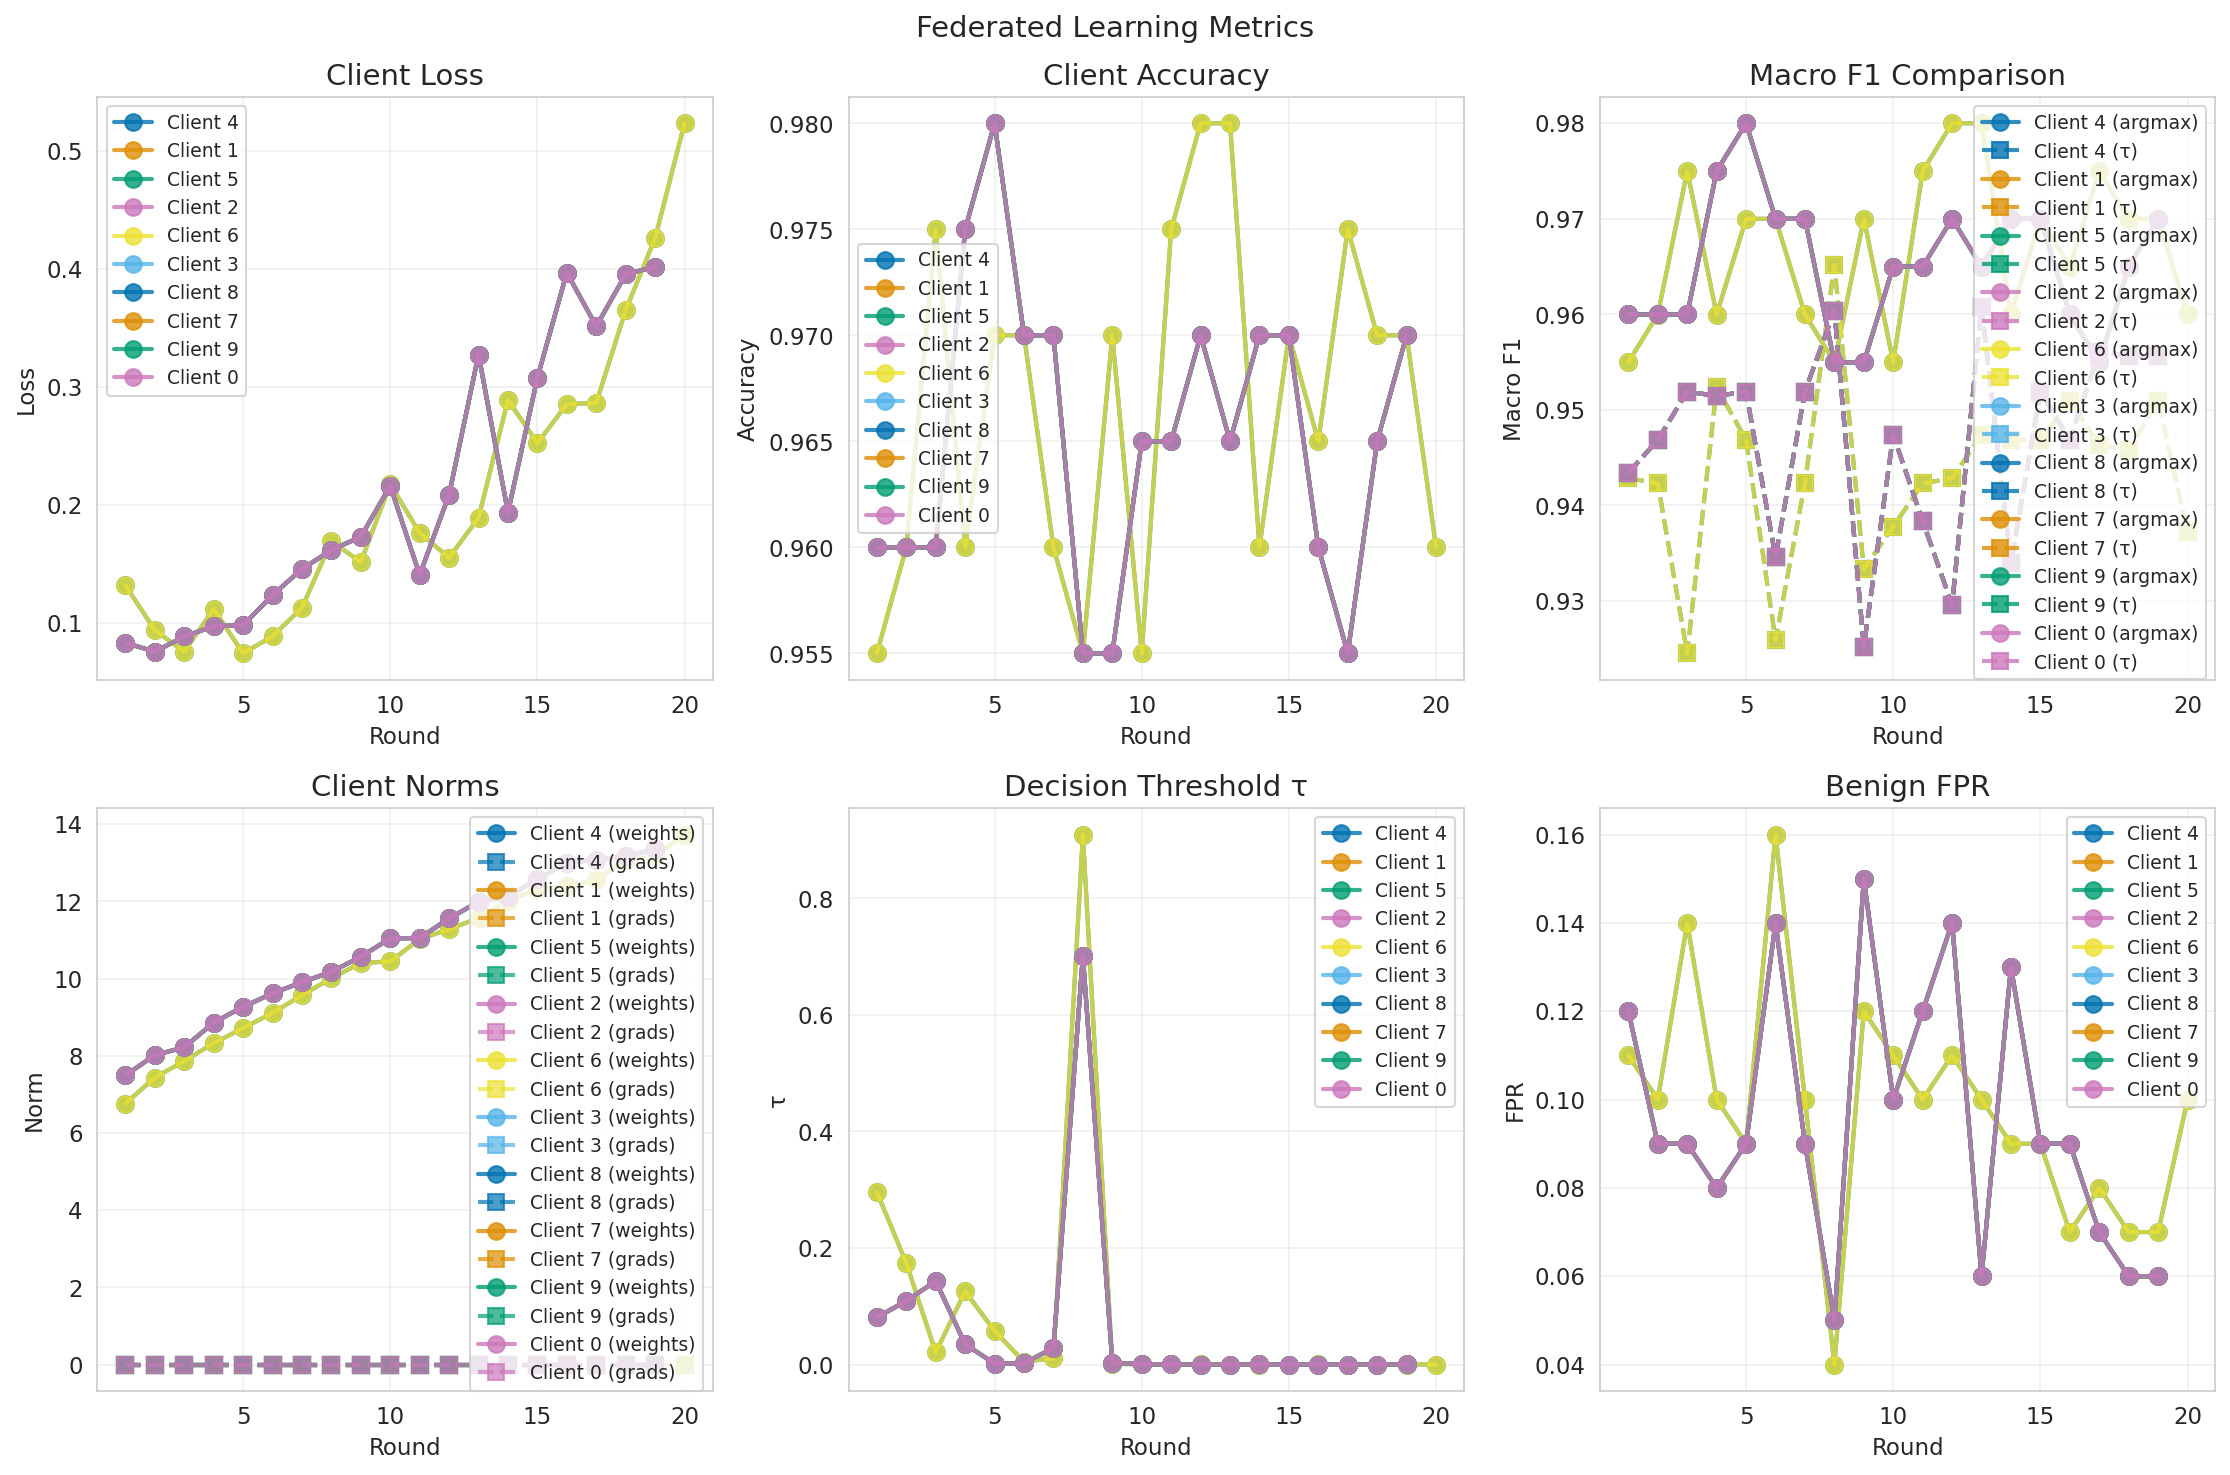 Federated Learning Metrics
Client Loss
Loss
0.5
0.4
0.3
0.2
0.1
5 10 15 20
Round
Client 4
Client 1
Client 5
Client 2
Client 6
Client 3
Client 8
Client 7
Client 9
Client 0
Client Accuracy
Accuracy
0.980
0.975
0.970
0.965
0.960
0.955
5 10 15 20
Round
Client 4
Client 1
Client 5
Client 2
Client 6
Client 3
Client 8
Client 7
Client 9
Client 0
Macro F1 Comparison
Macro F1
0.98
0.97
0.96
0.95
0.94
0.93
5 10 15 20
Round
Client 4 (argmax)
Client 4 (τ)
Client 1 (argmax)
Client 1 (τ)
Client 5 (argmax)
Client 5 (τ)
Client 2 (argmax)
Client 2 (τ)
Client 6 (argmax)
Client 6 (τ)
Client 3 (argmax)
Client 3 (τ)
Client 8 (argmax)
Client 8 (τ)
Client 7 (argmax)
Client 7 (τ)
Client 9 (argmax)
Client 9 (τ)
Client 0 (argmax)
Client 0 (τ)
Client Norms
Norm
14
12
10
8
6
4
2
0
5 10 15 20
Round
Client 4 (weights)
Client 4 (grads)
Client 1 (weights)
Client 1 (grads)
Client 5 (weights)
Client 5 (grads)
Client 2 (weights)
Client 2 (grads)
Client 6 (weights)
Client 6 (grads)
Client 3 (weights)
Client 3 (grads)
Client 8 (weights)
Client 8 (grads)
Client 7 (weights)
Client 7 (grads)
Client 9 (weights)
Client 9 (grads)
Client 0 (weights)
Client 0 (grads)
Decision Threshold τ
τ
0.8
0.6
0.4
0.2
0.0
5 10 15 20
Round
Client 4
Client 1
Client 5
Client 2
Client 6
Client 3
Client 8
Client 7
Client 9
Client 0
Benign FPR
FPR
0.16
0.14
0.12
0.10
0.08
0.06
0.04
5 10 15 20
Round
Client 4
Client 1
Client 5
Client 2
Client 6
Client 3
Client 8
Client 7
Client 9
Client 0